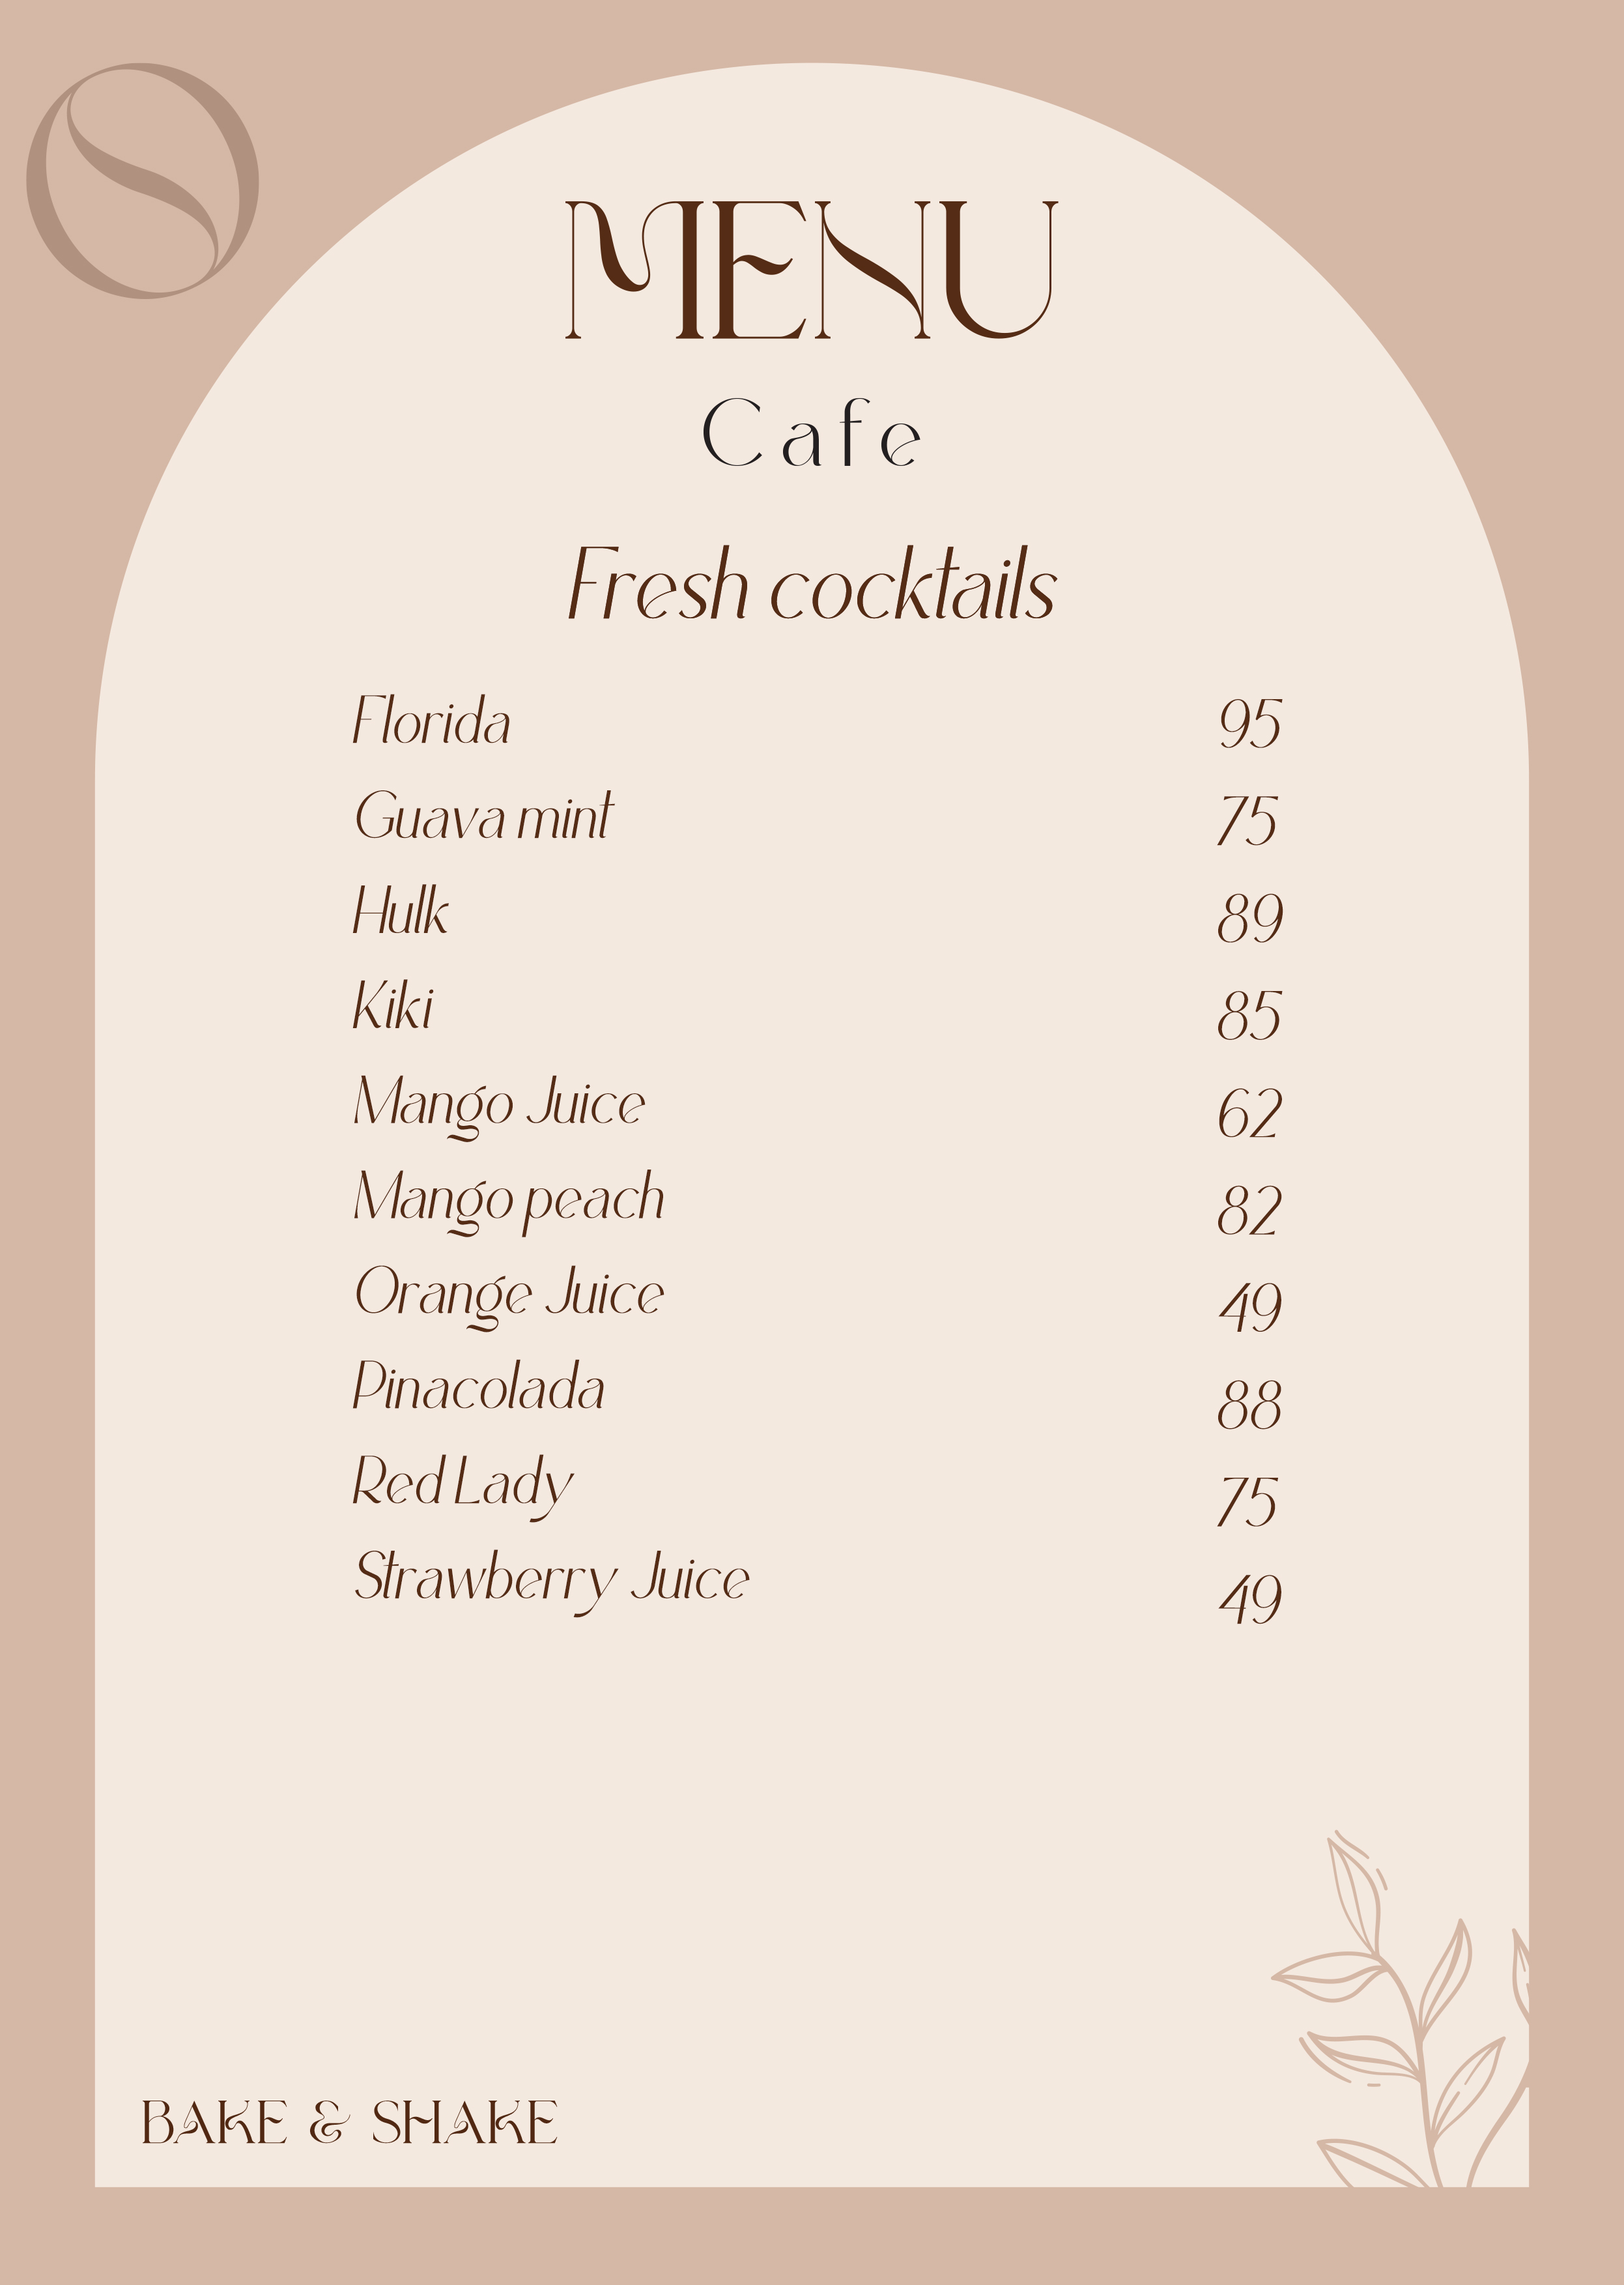 MENU
Cafe
Fresh cocktails
Florida 95
Guava mint 75
Hulk 89
Kiki 85
Mango Juice 62
Mango peach 82
Orange Juice 49
Pinacolada 88
Red Lady 75
Strawberry Juice 49
BAKE & SHAKE